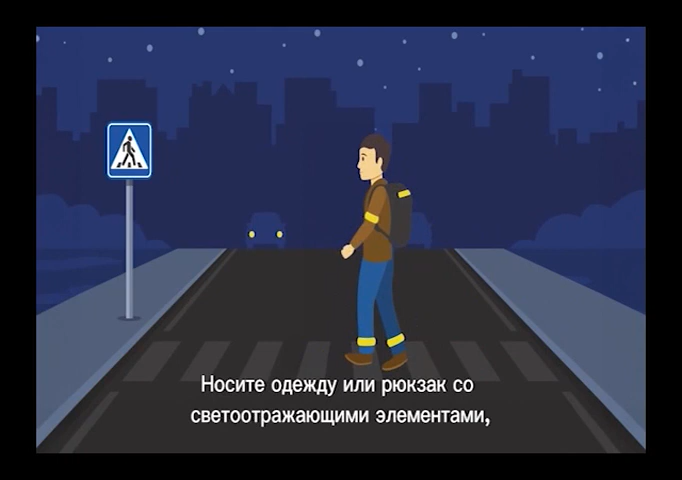 Носите одежду или рюкзак со
светоотражающими элементами,